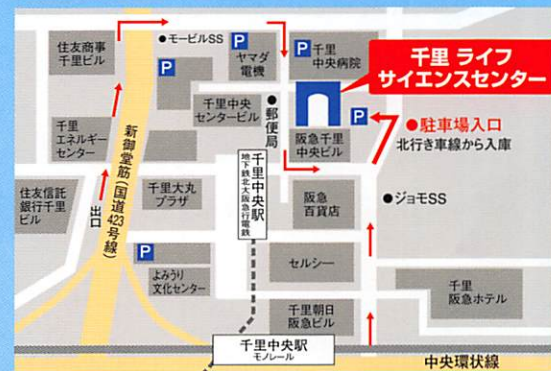 住友商事
千里ビル
●モービルSS
P
ヤマダ
電機
P
千里
中央病院
千里 ライフ
サイエンスセンター
P
千里
エネルギー
センター
千里中央
センタービル
●郵便局
阪急千里
中央ビル
P
●駐車場入口
北行き車線から入庫
新御堂筋(国道423号線)
住友信託
銀行千里
ビル
出口
千里大丸
プラザ
千里中央駅
地下鉄北大阪急行電鉄
阪急
百貨店
●ジョモSS
P
よみうり
文化センター
セルシー
千里
阪急ホテル
千里朝日
阪急ビル
千里中央駅
モノレール
中央環状線